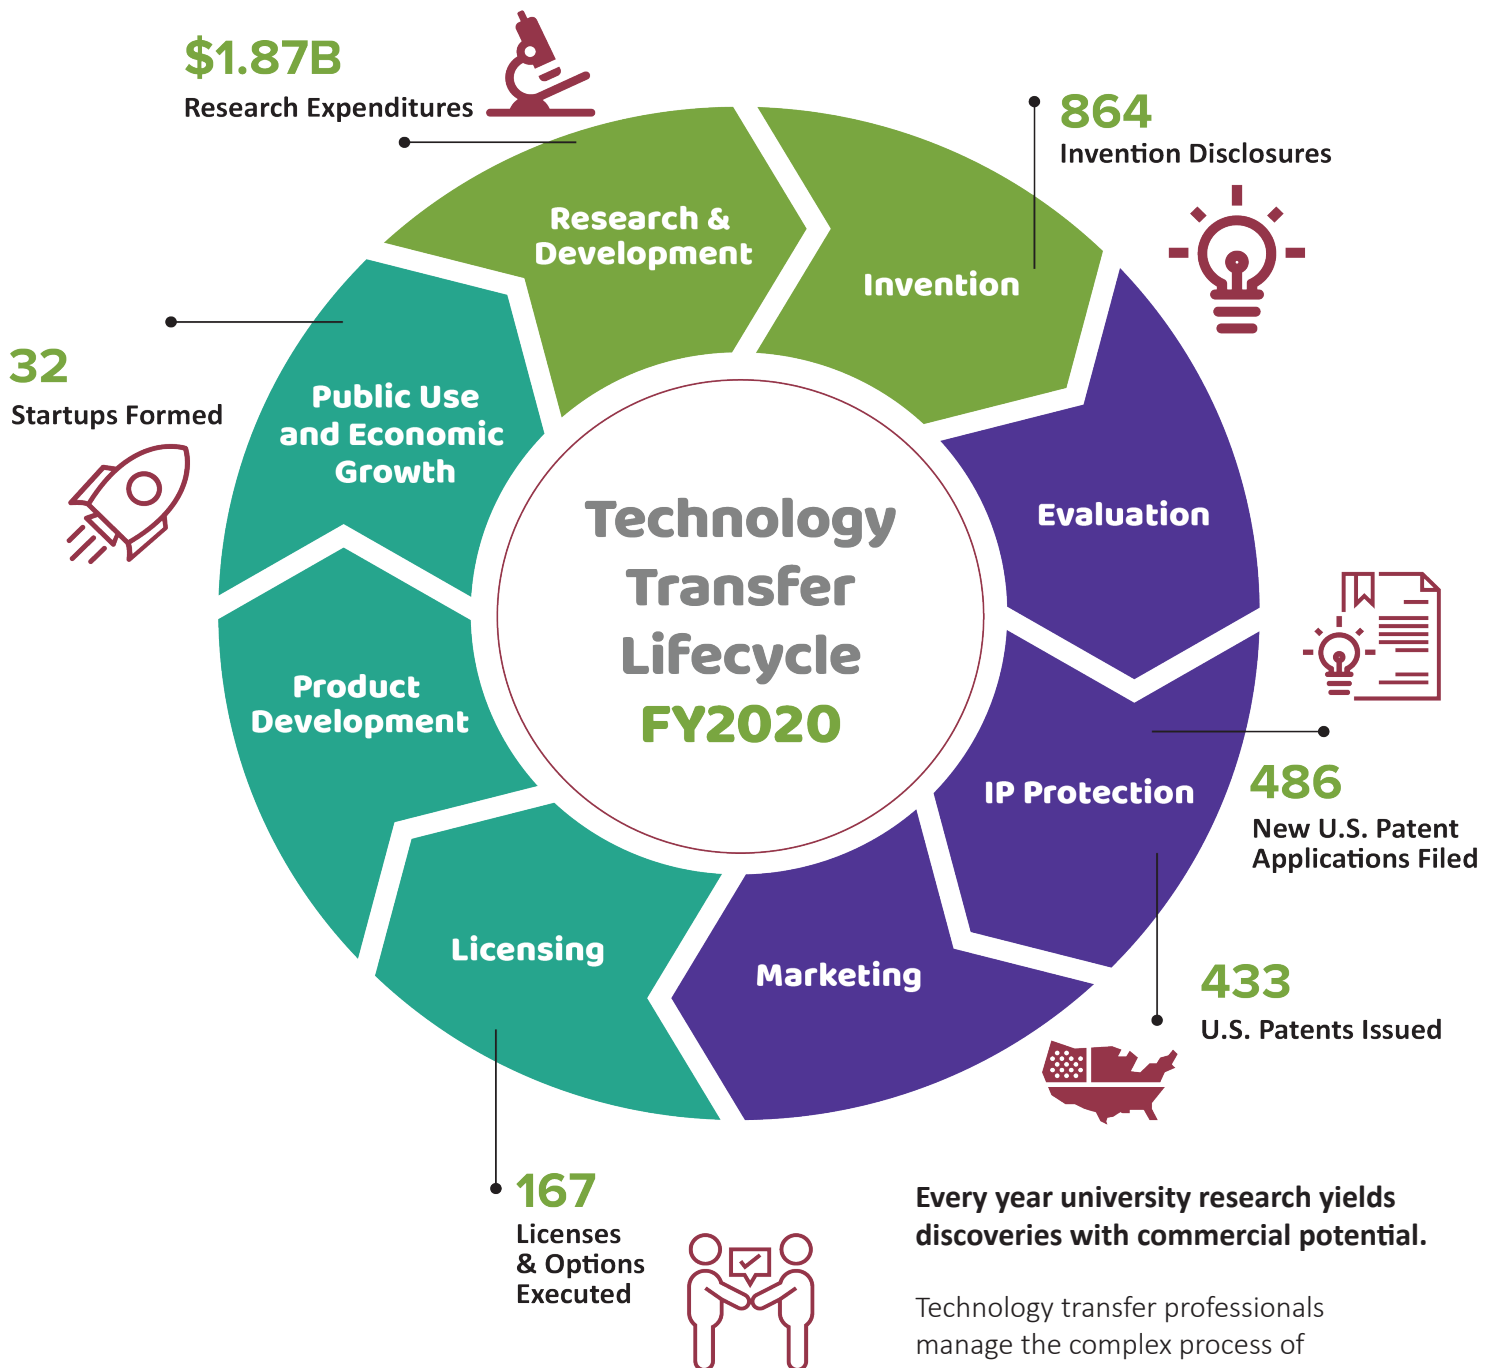 $1.87B
Research Expenditures
864
Invention Disclosures
Research &
Development
Invention
32
Startups Formed
Public Use
and Economic
Growth
Evaluation
Technology
Transfer
Lifecycle
FY2020
Product
Development
IP Protection
486
New U.S. Patent
Applications Filed
Licensing
Marketing
433
U.S. Patents Issued
167
Licenses
& Options
Executed
Every year university research yields
discoveries with commercial potential.
Technology transfer professionals
manage the complex process of